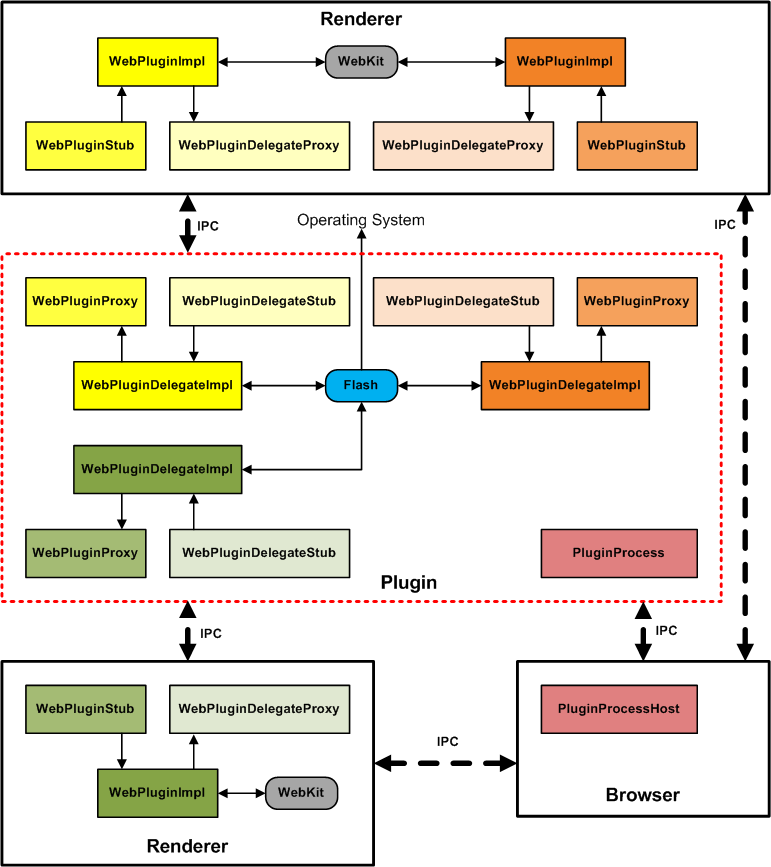 Renderer
WebPluginImpl
WebKit
WebPluginImpl
WebPluginStub
WebPluginDelegateProxy
WebPluginDelegateProxy
WebPluginStub
IPC
Operating System
IPC
WebPluginProxy
WebPluginDelegateStub
WebPluginDelegateStub
WebPluginProxy
WebPluginDelegateImpl
Flash
WebPluginDelegateImpl
WebPluginDelegateImpl
WebPluginProxy
WebPluginDelegateStub
PluginProcess
Plugin
IPC
IPC
WebPluginStub
WebPluginDelegateProxy
PluginProcessHost
IPC
WebPluginImpl
WebKit
Browser
Renderer